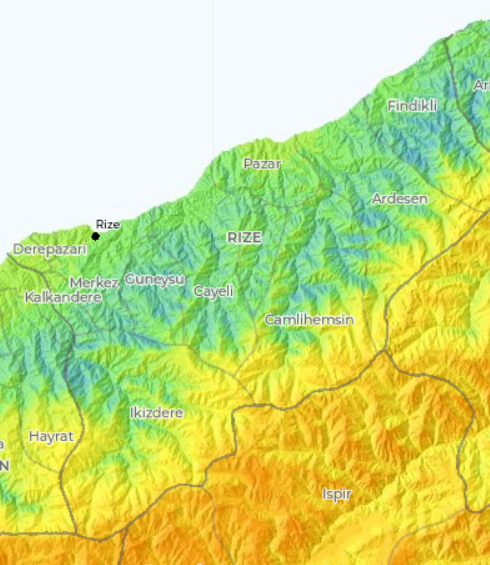 Findikli
Ar
Pazar
Ardesen
Rize
RIZE
Derepazari
Merkez
Guneysu
Kalkandere
Cayeli
Camlihemsin
Ikizdere
Hayrat
a
N
Ispir